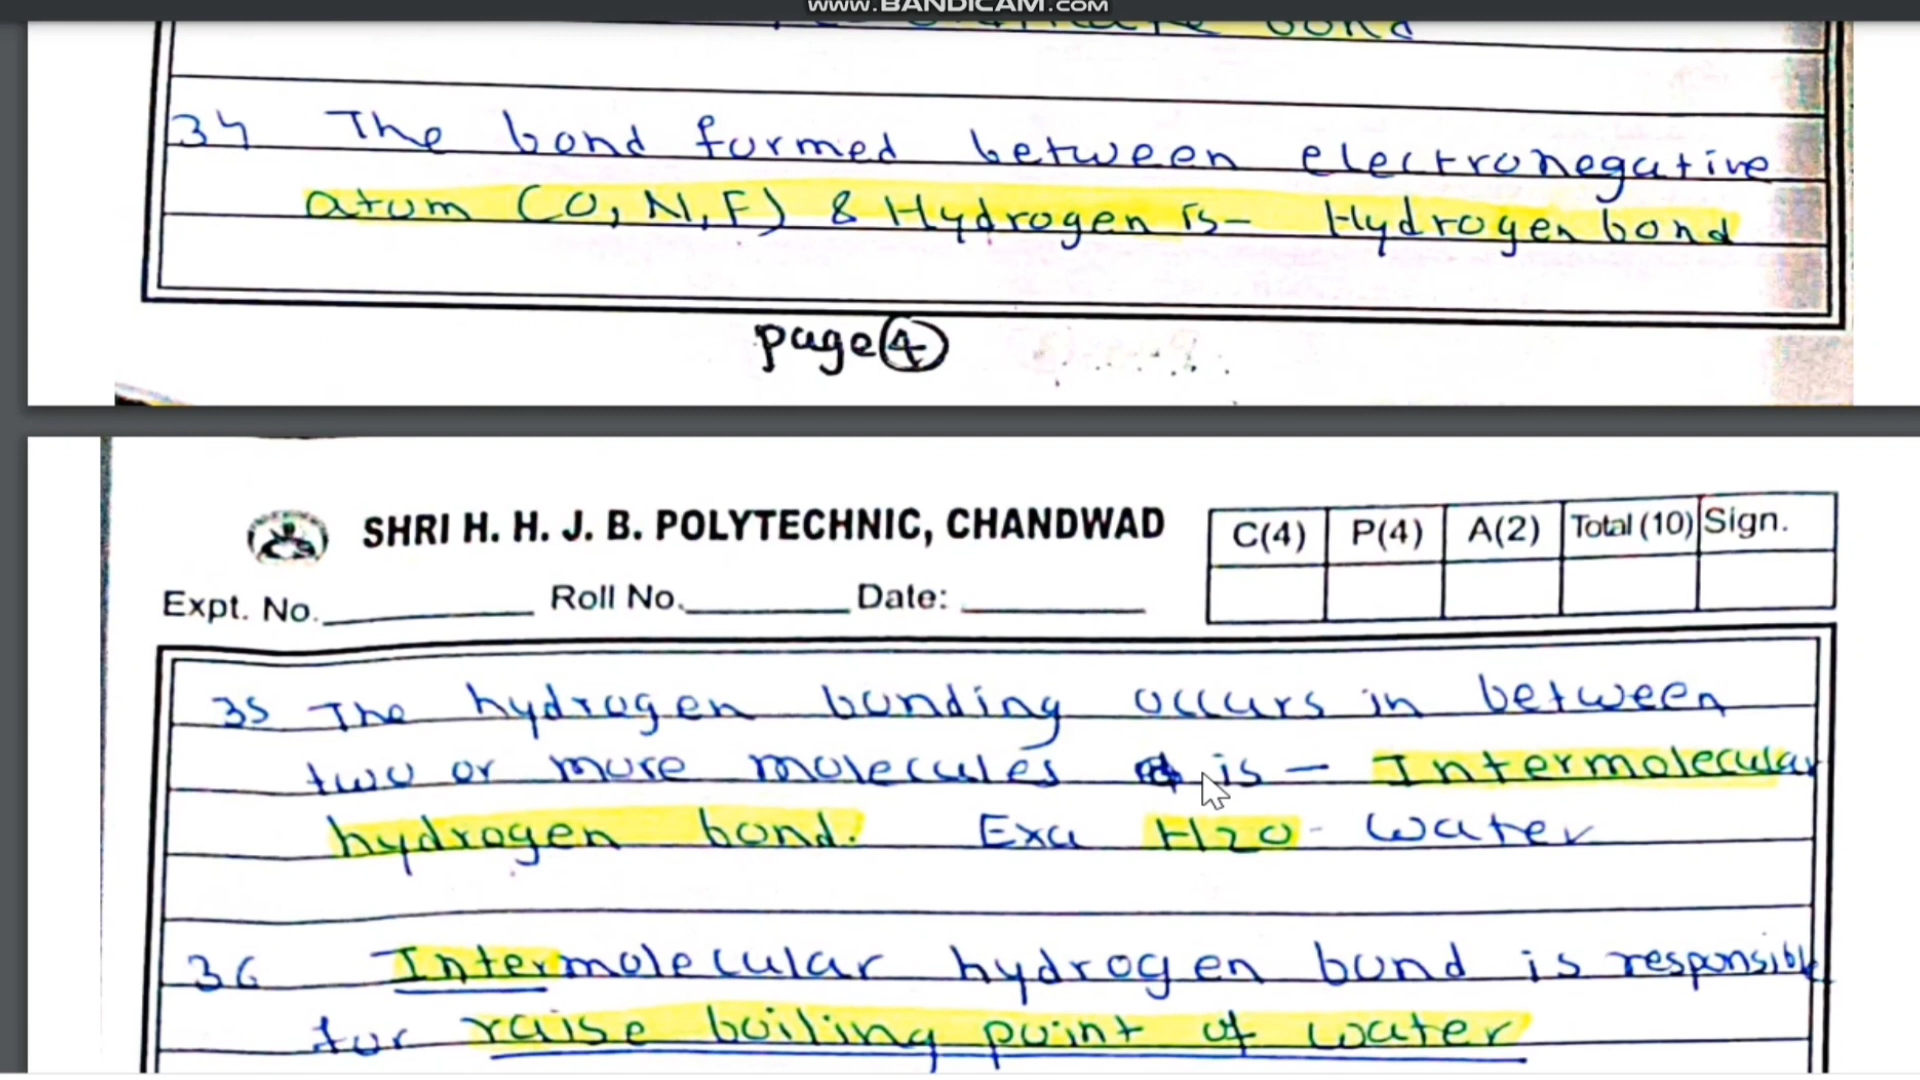 www.BANDICAM.com
bond
34 The bond formed between electronegative
atom (O, N, F) & Hydrogen is - Hydrogen bond
page 4
SHRI H. H. J. B. POLYTECHNIC, CHANDWAD
C(4) P(4) A(2) Total (10) Sign.
Expt. No. Roll No. Date:
35 The hydrogen bonding occurs in between
two or more molecules is - Intermolecular
hydrogen bond. Exa H2O - Water
36 Intermolecular hydrogen bond is responsible
for raise boiling point of water